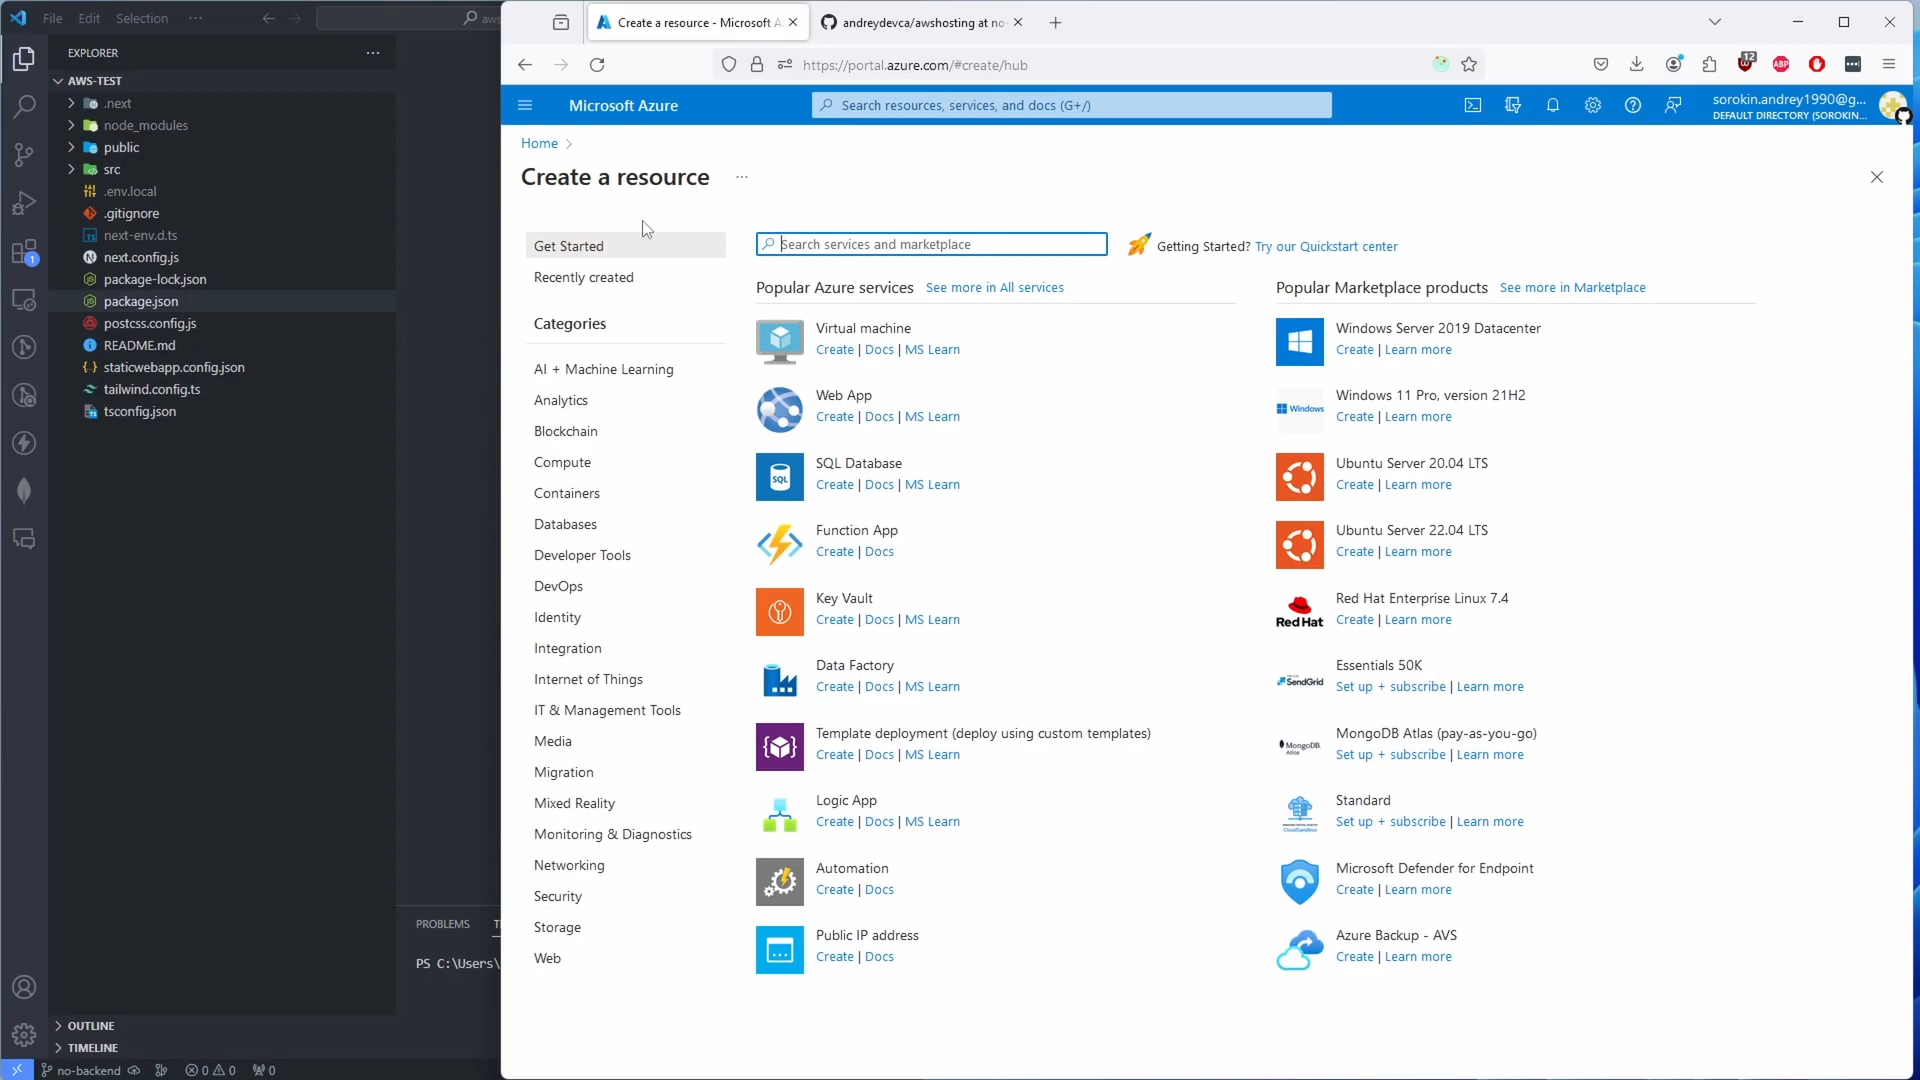 File Edit Selection ···
aws
EXPLORER
AWS-TEST
.next
node_modules
public
src
.env.local
.gitignore
next-env.d.ts
next.config.js
package-lock.json
package.json
postcss.config.js
README.md
staticwebapp.config.json
tailwind.config.ts
tsconfig.json
1
OUTLINE
TIMELINE
no-backend
0 0
0
PROBLEMS
PS C:\Users\
Create a resource - Microsoft A
andreydevca/awshosting at no-
https://portal.azure.com/#create/hub
12
ABP
Microsoft Azure
Search resources, services, and docs (G+/)
sorokin.andrey1990@g...
DEFAULT DIRECTORY (SOROKIN...
Home
Create a resource ···
Get Started
Recently created
Categories
AI + Machine Learning
Analytics
Blockchain
Compute
Containers
Databases
Developer Tools
DevOps
Identity
Integration
Internet of Things
IT & Management Tools
Media
Migration
Mixed Reality
Monitoring & Diagnostics
Networking
Security
Storage
Web
Search services and marketplace
Getting Started? Try our Quickstart center
Popular Azure services See more in All services
Virtual machine
Create | Docs | MS Learn
Web App
Create | Docs | MS Learn
SQL
SQL Database
Create | Docs | MS Learn
Function App
Create | Docs
Key Vault
Create | Docs | MS Learn
Data Factory
Create | Docs | MS Learn
Template deployment (deploy using custom templates)
Create | Docs | MS Learn
Logic App
Create | Docs | MS Learn
Automation
Create | Docs
Public IP address
Create | Docs
Popular Marketplace products See more in Marketplace
Windows Server 2019 Datacenter
Create | Learn more
Windows
Windows 11 Pro, version 21H2
Create | Learn more
Ubuntu Server 20.04 LTS
Create | Learn more
Ubuntu Server 22.04 LTS
Create | Learn more
Red Hat
Red Hat Enterprise Linux 7.4
Create | Learn more
SendGrid
Essentials 50K
Set up + subscribe | Learn more
MongoDB
Atlas
MongoDB Atlas (pay-as-you-go)
Set up + subscribe | Learn more
Standard
Set up + subscribe | Learn more
Microsoft Defender for Endpoint
Create | Learn more
Azure Backup - AVS
Create | Learn more